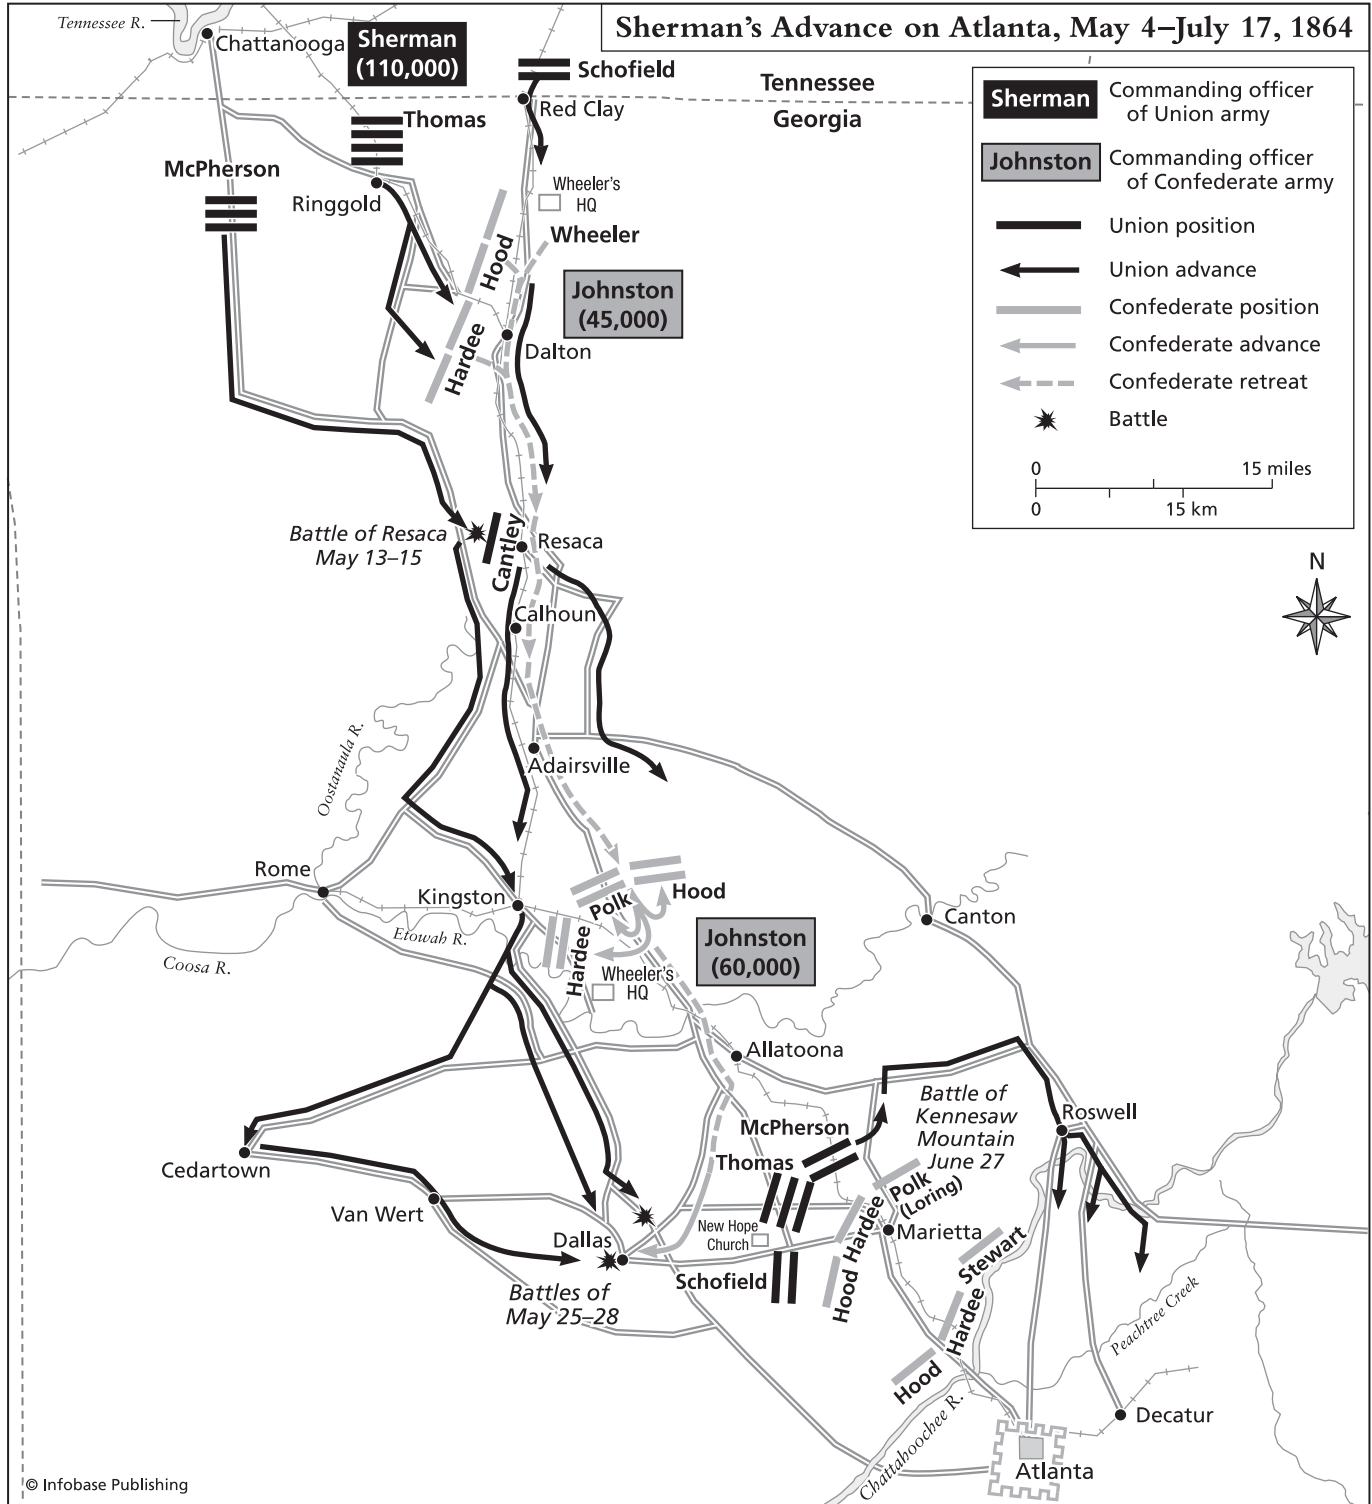 Sherman's Advance on Atlanta, May 4–July 17, 1864
Tennessee R.
Chattanooga
Sherman
(110,000)
Schofield
Tennessee
Georgia
Red Clay
Thomas
McPherson
Ringgold
Wheeler's
HQ
Wheeler
Hood
Johnston
(45,000)
Hardee
Dalton
Sherman
Commanding officer
of Union army
Johnston
Commanding officer
of Confederate army
Union position
Union advance
Confederate position
Confederate advance
Confederate retreat
Battle
0
15 miles
0
15 km
N
Battle of Resaca
May 13–15
Cantley
Resaca
Calhoun
Oostanaula R.
Adairsville
Rome
Kingston
Etowah R.
Coosa R.
Polk
Hood
Hardee
Wheeler's
HQ
Johnston
(60,000)
Canton
Allatoona
Battle of
Kennesaw
Mountain
June 27
McPherson
Thomas
Roswell
Cedartown
Van Wert
Dallas
New Hope
Church
Schofield
Battles of
May 25–28
Polk
(Loring)
Hardee
Hood
Marietta
Stewart
Hardee
Hood
Peachtree Creek
Chattahoochee R.
Decatur
Atlanta
© Infobase Publishing